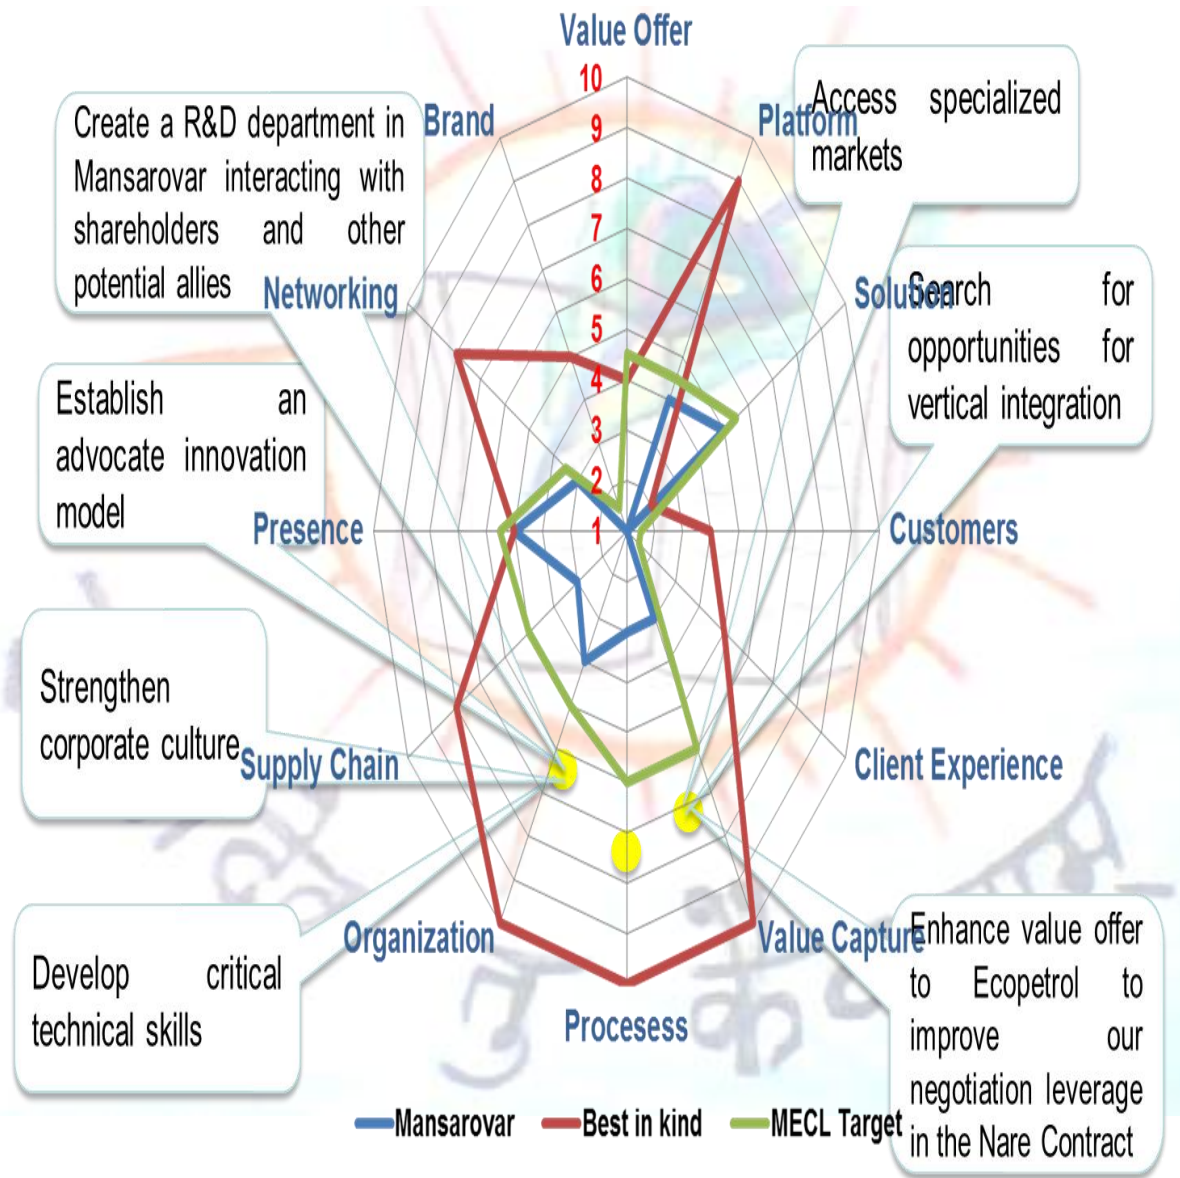 Value Offer
10
9
8
7
6
5
4
3
2
1
Brand
Platform
Networking
Solution
Presence
Customers
Supply Chain
Client Experience
Organization
Value Capture
Procesess
Create a R&D department in
Mansarovar interacting with
shareholders and other
potential allies
Establish an
advocate innovation
model
Strengthen
corporate culture
Develop critical
technical skills
Access specialized
markets
Search for
opportunities for
vertical integration
Enhance value offer
to Ecopetrol to
improve our
negotiation leverage
in the Nare Contract
Mansarovar Best in kind MECL Target